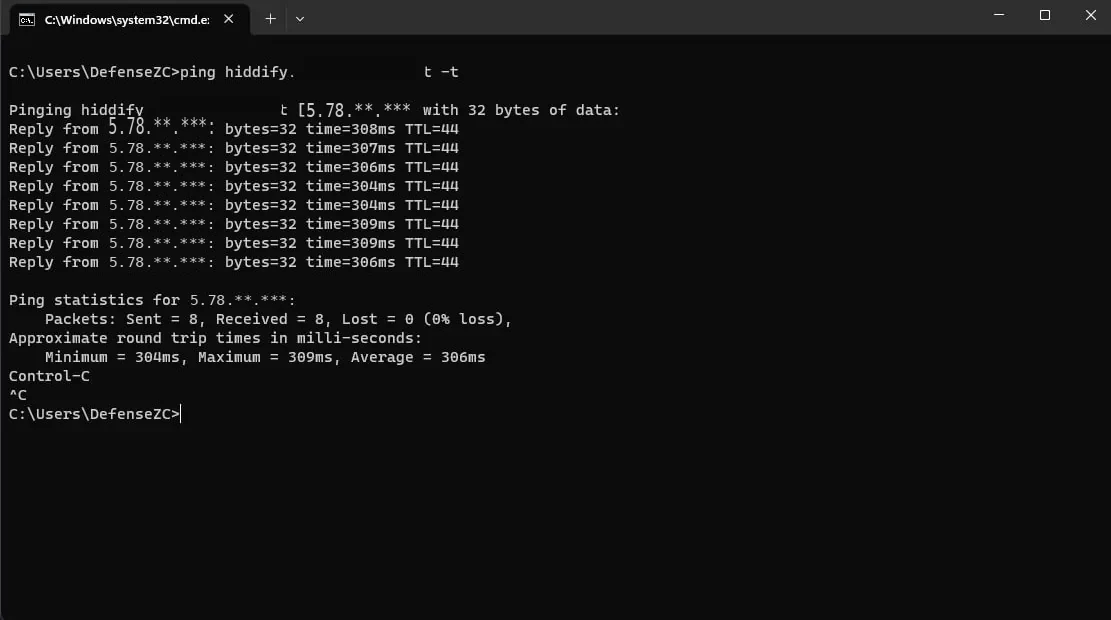 C:\Windows\system32\cmd.e
C:\Users\DefenseZC>ping hiddify. t -t
Pinging hiddify t [5.78.**.*** with 32 bytes of data:
Reply from 5.78.**.***: bytes=32 time=308ms TTL=44
Reply from 5.78.**.***: bytes=32 time=307ms TTL=44
Reply from 5.78.**.***: bytes=32 time=306ms TTL=44
Reply from 5.78.**.***: bytes=32 time=304ms TTL=44
Reply from 5.78.**.***: bytes=32 time=304ms TTL=44
Reply from 5.78.**.***: bytes=32 time=309ms TTL=44
Reply from 5.78.**.***: bytes=32 time=309ms TTL=44
Reply from 5.78.**.***: bytes=32 time=306ms TTL=44
Ping statistics for 5.78.**.***:
Packets: Sent = 8, Received = 8, Lost = 0 (0% loss),
Approximate round trip times in milli-seconds:
Minimum = 304ms, Maximum = 309ms, Average = 306ms
Control-C
^C
C:\Users\DefenseZC>